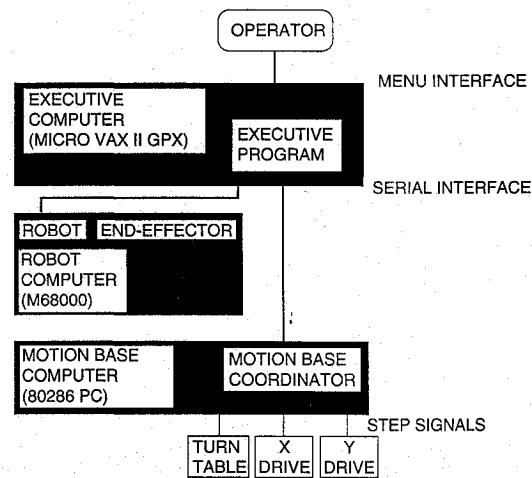 OPERATOR
MENU INTERFACE
EXECUTIVE
COMPUTER
(MICRO VAX II GPX)
EXECUTIVE
PROGRAM
SERIAL INTERFACE
ROBOT
END-EFFECTOR
ROBOT
COMPUTER
(M68000)
MOTION BASE
COMPUTER
(80286 PC)
MOTION BASE
COORDINATOR
STEP SIGNALS
TURN
TABLE
X
DRIVE
Y
DRIVE